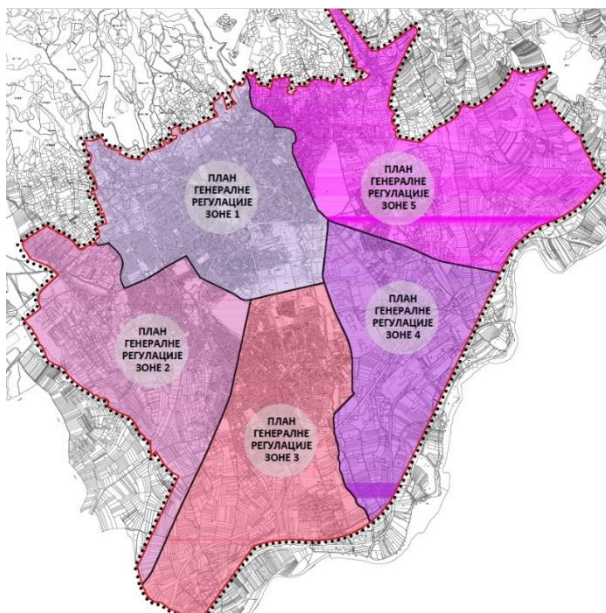 ПЛАН
ГЕНЕРАЛНЕ
РЕГУЛАЦИЈЕ
ЗОНЕ 1
ПЛАН
ГЕНЕРАЛНЕ
РЕГУЛАЦИЈЕ
ЗОНЕ 5
ПЛАН
ГЕНЕРАЛНЕ
РЕГУЛАЦИЈЕ
ЗОНЕ 4
ПЛАН
ГЕНЕРАЛНЕ
РЕГУЛАЦИЈЕ
ЗОНЕ 2
ПЛАН
ГЕНЕРАЛНЕ
РЕГУЛАЦИЈЕ
ЗОНЕ 3